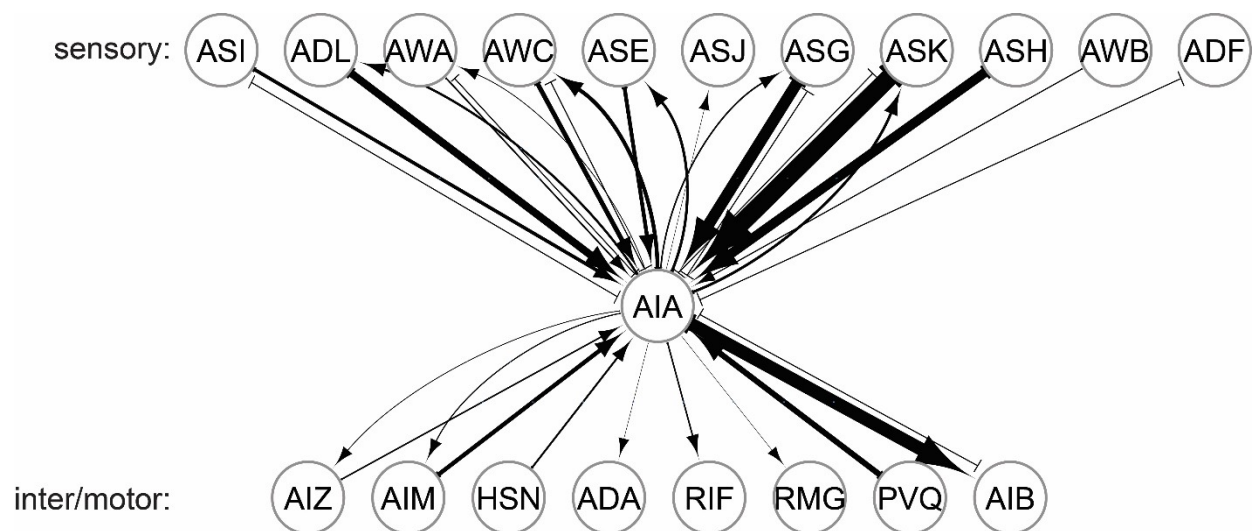 sensory: ASI ADL AWA AWC ASE ASJ ASG ASK ASH AWB ADF
AIA
inter/motor: AIZ AIM HSN ADA RIF RMG PVQ AIB